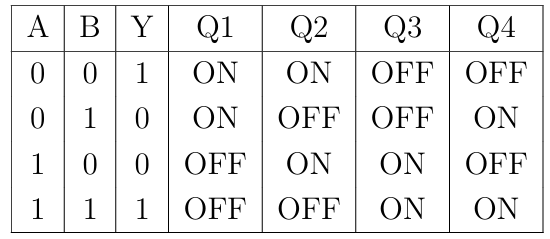 A B Y Q1 Q2 Q3 Q4
0 0 1 ON ON OFF OFF
0 1 0 ON OFF OFF ON
1 0 0 OFF ON ON OFF
1 1 1 OFF OFF ON ON